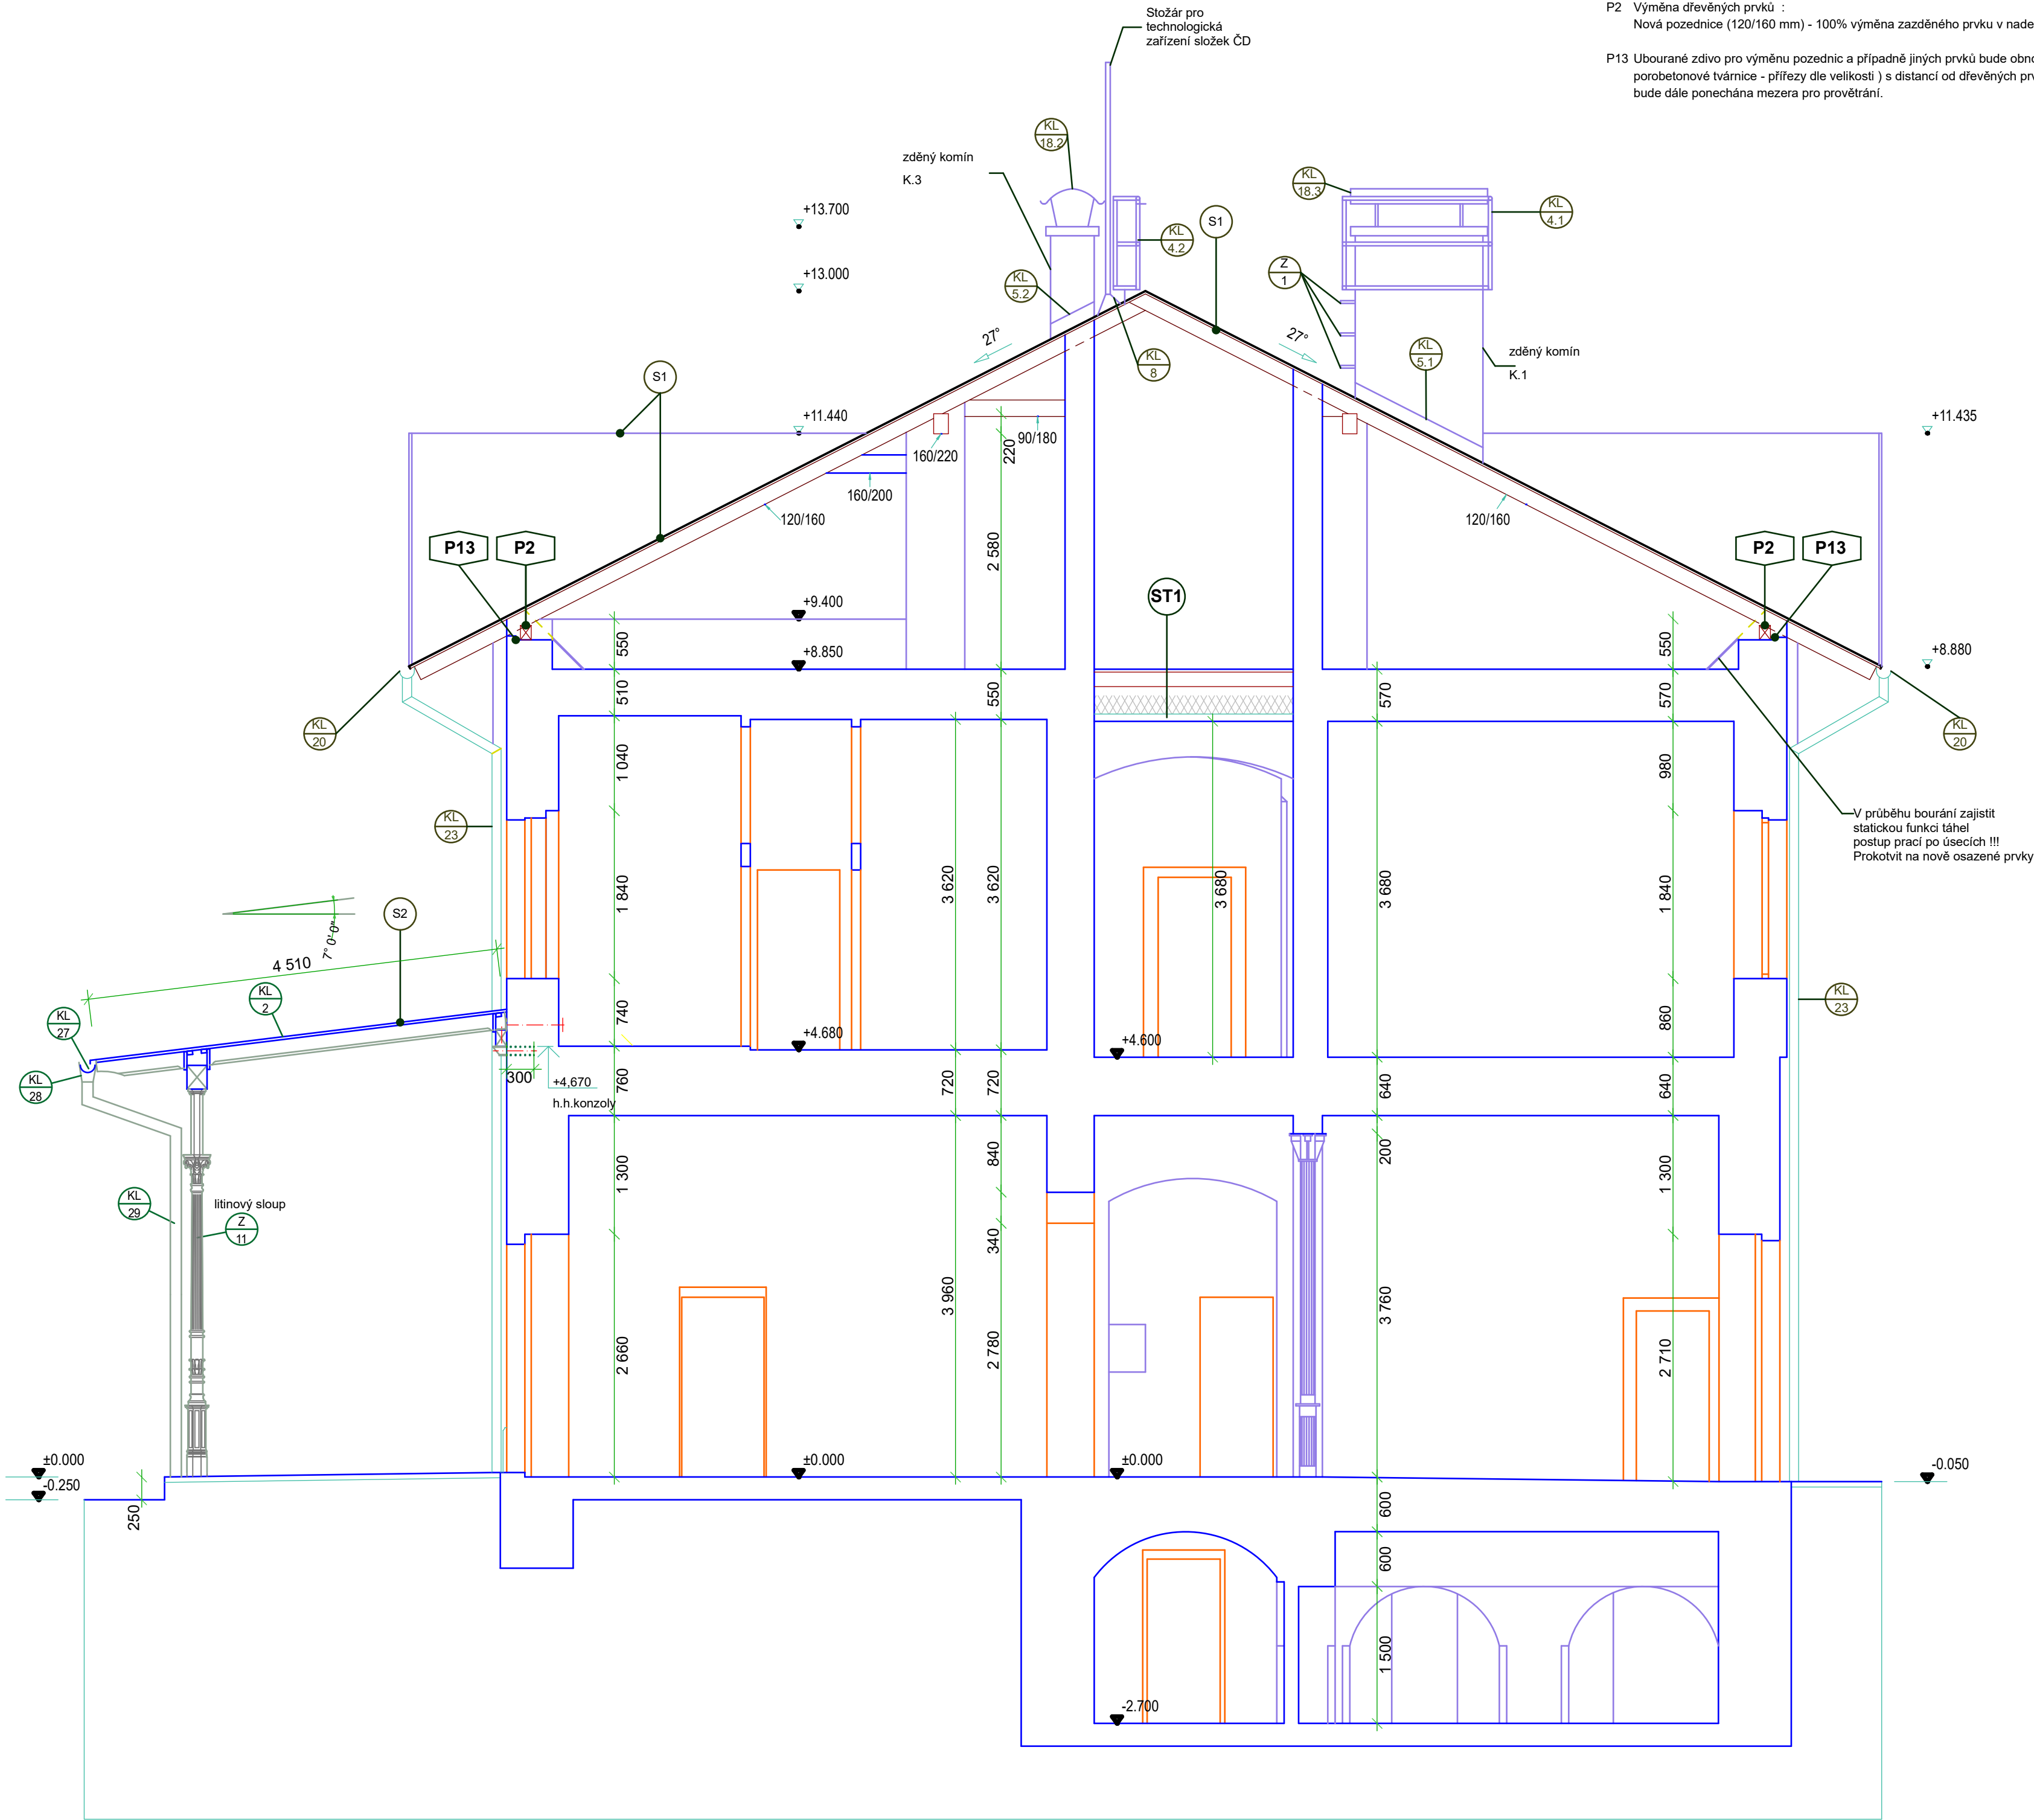 P2 Výměna dřevěných prvků :
Nová pozednice (120/160 mm) - 100% výměna zazděného prvku v nade
P13 Ubourané zdivo pro výměnu pozednic a případně jiných prvků bude obno
porobetonové tvárnice - přířezy dle velikosti ) s distancí od dřevěných prv
bude dále ponechána mezera pro provětrání.
Stožár pro
technologická
zařízení složek ČD
KL
18.2
zděný komín
K.3
KL
18.3
KL
4.1
+13.700
S1
KL
4.2
+13.000
KL
5.2
Z
1
27°
27°
KL
8
KL
5.1
zděný komín
K.1
S1
+11.440
+11.435
90/180
220
160/220
160/200
120/160
120/160
2 580
P13
P2
P2
P13
ST1
+9.400
550
550
+8.850
+8.880
510
550
570
570
KL
20
KL
20
1 040
980
V průběhu bourání zajistit
statickou funkci táhel
postup prací po úsecích !!!
Prokotvit na nově osazené prvky
KL
23
1 840
3 620
3 620
3 680
3 680
1 840
S2
7° 0' 0"
4 510
KL
2
KL
27
KL
23
740
860
+4.680
+4.600
KL
28
300
+4,670
h.h.konzoly
760
720
720
640
640
1 300
840
200
1 300
KL
29
litinový sloup
Z
11
340
3 960
3 760
2 660
2 780
2 710
±0.000
±0.000
±0.000
-0.050
-0.250
250
600
600
1 500
-2.700